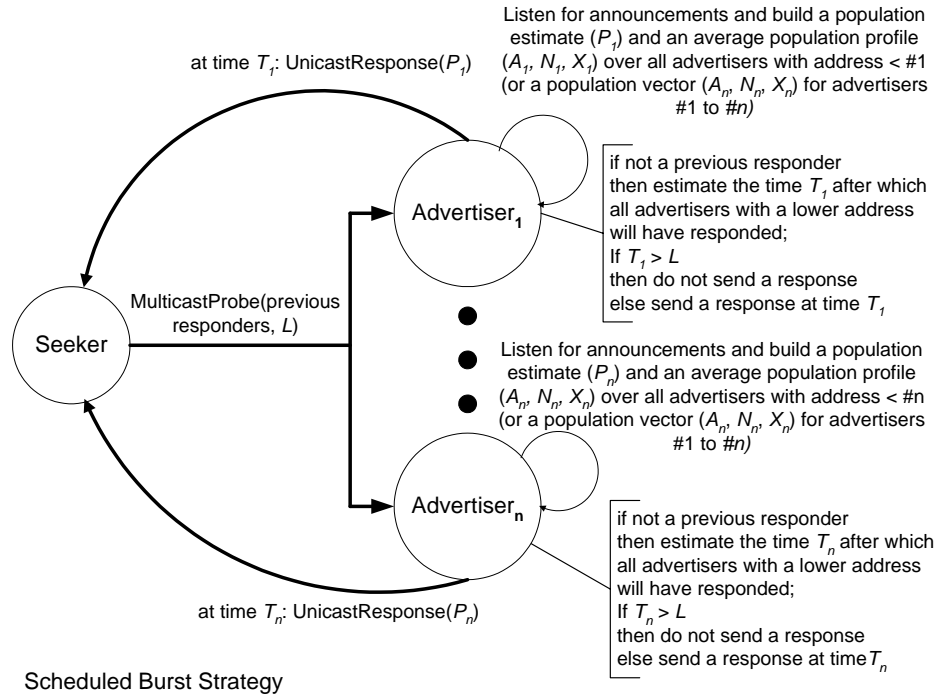 Listen for announcements and build a population
estimate (P1) and an average population profile
(A1, N1, X1) over all advertisers with address < #1
(or a population vector (An, Nn, Xn) for advertisers
#1 to #n)
at time T1: UnicastResponse(P1)
Advertiser1
if not a previous responder
then estimate the time T1 after which
all advertisers with a lower address
will have responded;
If T1 > L
then do not send a response
else send a response at time T1
MulticastProbe(previous
responders, L)
Seeker
Listen for announcements and build a population
estimate (Pn) and an average population profile
(An, Nn, Xn) over all advertisers with address < #n
(or a population vector (An, Nn, Xn) for advertisers
#1 to #n)
Advertisern
if not a previous responder
then estimate the time Tn after which
all advertisers with a lower address
will have responded;
If Tn > L
then do not send a response
else send a response at time Tn
at time Tn: UnicastResponse(Pn)
Scheduled Burst Strategy